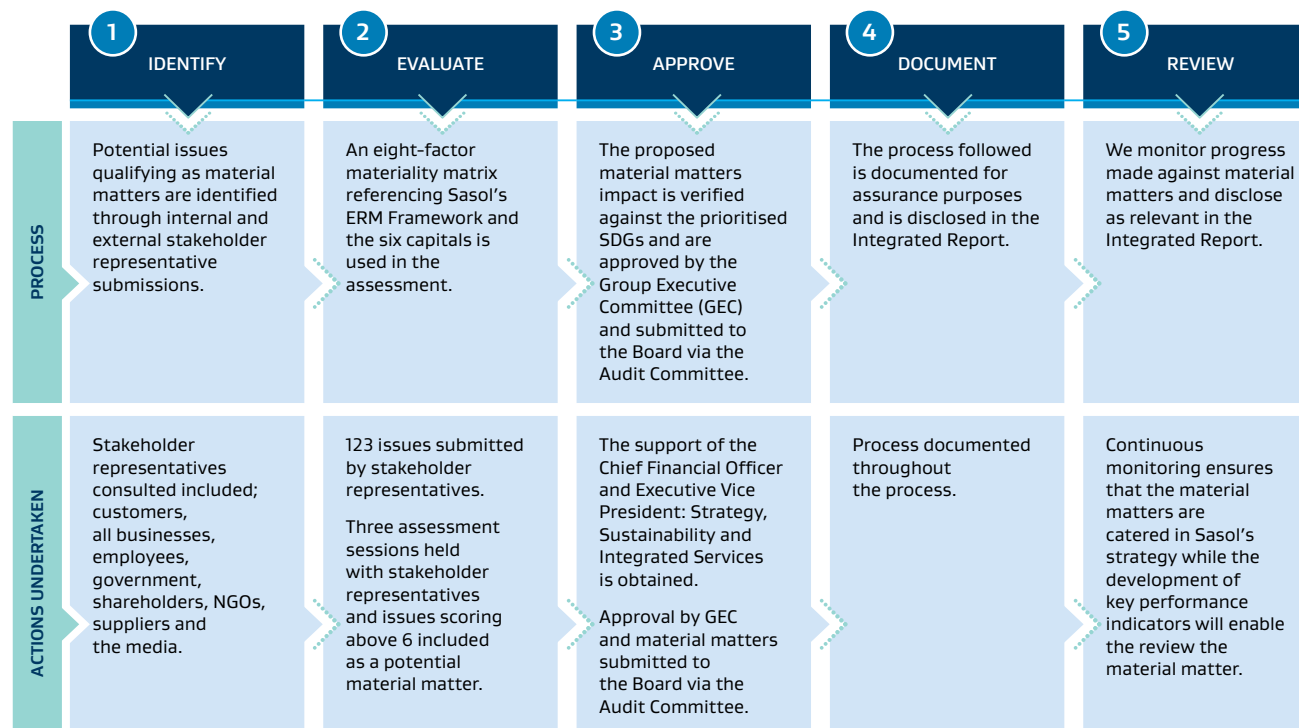 1
IDENTIFY
2
EVALUATE
3
APPROVE
4
DOCUMENT
5
REVIEW
PROCESS
Potential issues
qualifying as material
matters are identified
through internal and
external stakeholder
representative
submissions.
An eight-factor
materiality matrix
referencing Sasol’s
ERM Framework and
the six capitals is
used in the
assessment.
The proposed
material matters
impact is verified
against the prioritised
SDGs and are
approved by the
Group Executive
Committee (GEC)
and submitted to
the Board via the
Audit Committee.
The process followed
is documented for
assurance purposes
and is disclosed in the
Integrated Report.
We monitor progress
made against material
matters and disclose
as relevant in the
Integrated Report.
ACTIONS UNDERTAKEN
Stakeholder
representatives
consulted included;
customers,
all businesses,
employees,
government,
shareholders, NGOs,
suppliers and
the media.
123 issues submitted
by stakeholder
representatives.
Three assessment
sessions held
with stakeholder
representatives
and issues scoring
above 6 included
as a potential
material matter.
The support of the
Chief Financial Officer
and Executive Vice
President: Strategy,
Sustainability and
Integrated Services
is obtained.
Approval by GEC
and material matters
submitted to
the Board via the
Audit Committee.
Process documented
throughout
the process.
Continuous
monitoring ensures
that the material
matters are
catered in Sasol’s
strategy while the
development of
key performance
indicators will enable
the review the
material matter.